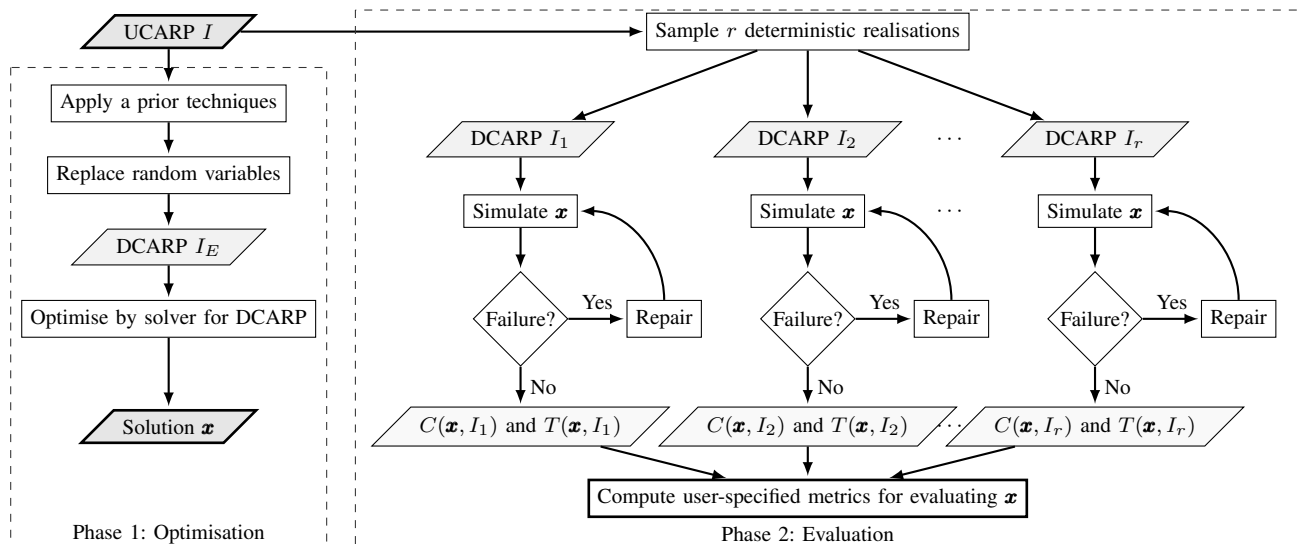 UCARP I
Sample r deterministic realisations
Apply a prior techniques
Replace random variables
DCARP I_E
Optimise by solver for DCARP
Solution x
Phase 1: Optimisation
DCARP I_1
DCARP I_2
···
DCARP I_r
Simulate x
Simulate x
···
Simulate x
Failure?
Yes
Repair
Failure?
Yes
Repair
Failure?
Yes
Repair
No
No
No
C(x, I_1) and T(x, I_1)
C(x, I_2) and T(x, I_2)
···
C(x, I_r) and T(x, I_r)
Compute user-specified metrics for evaluating x
Phase 2: Evaluation